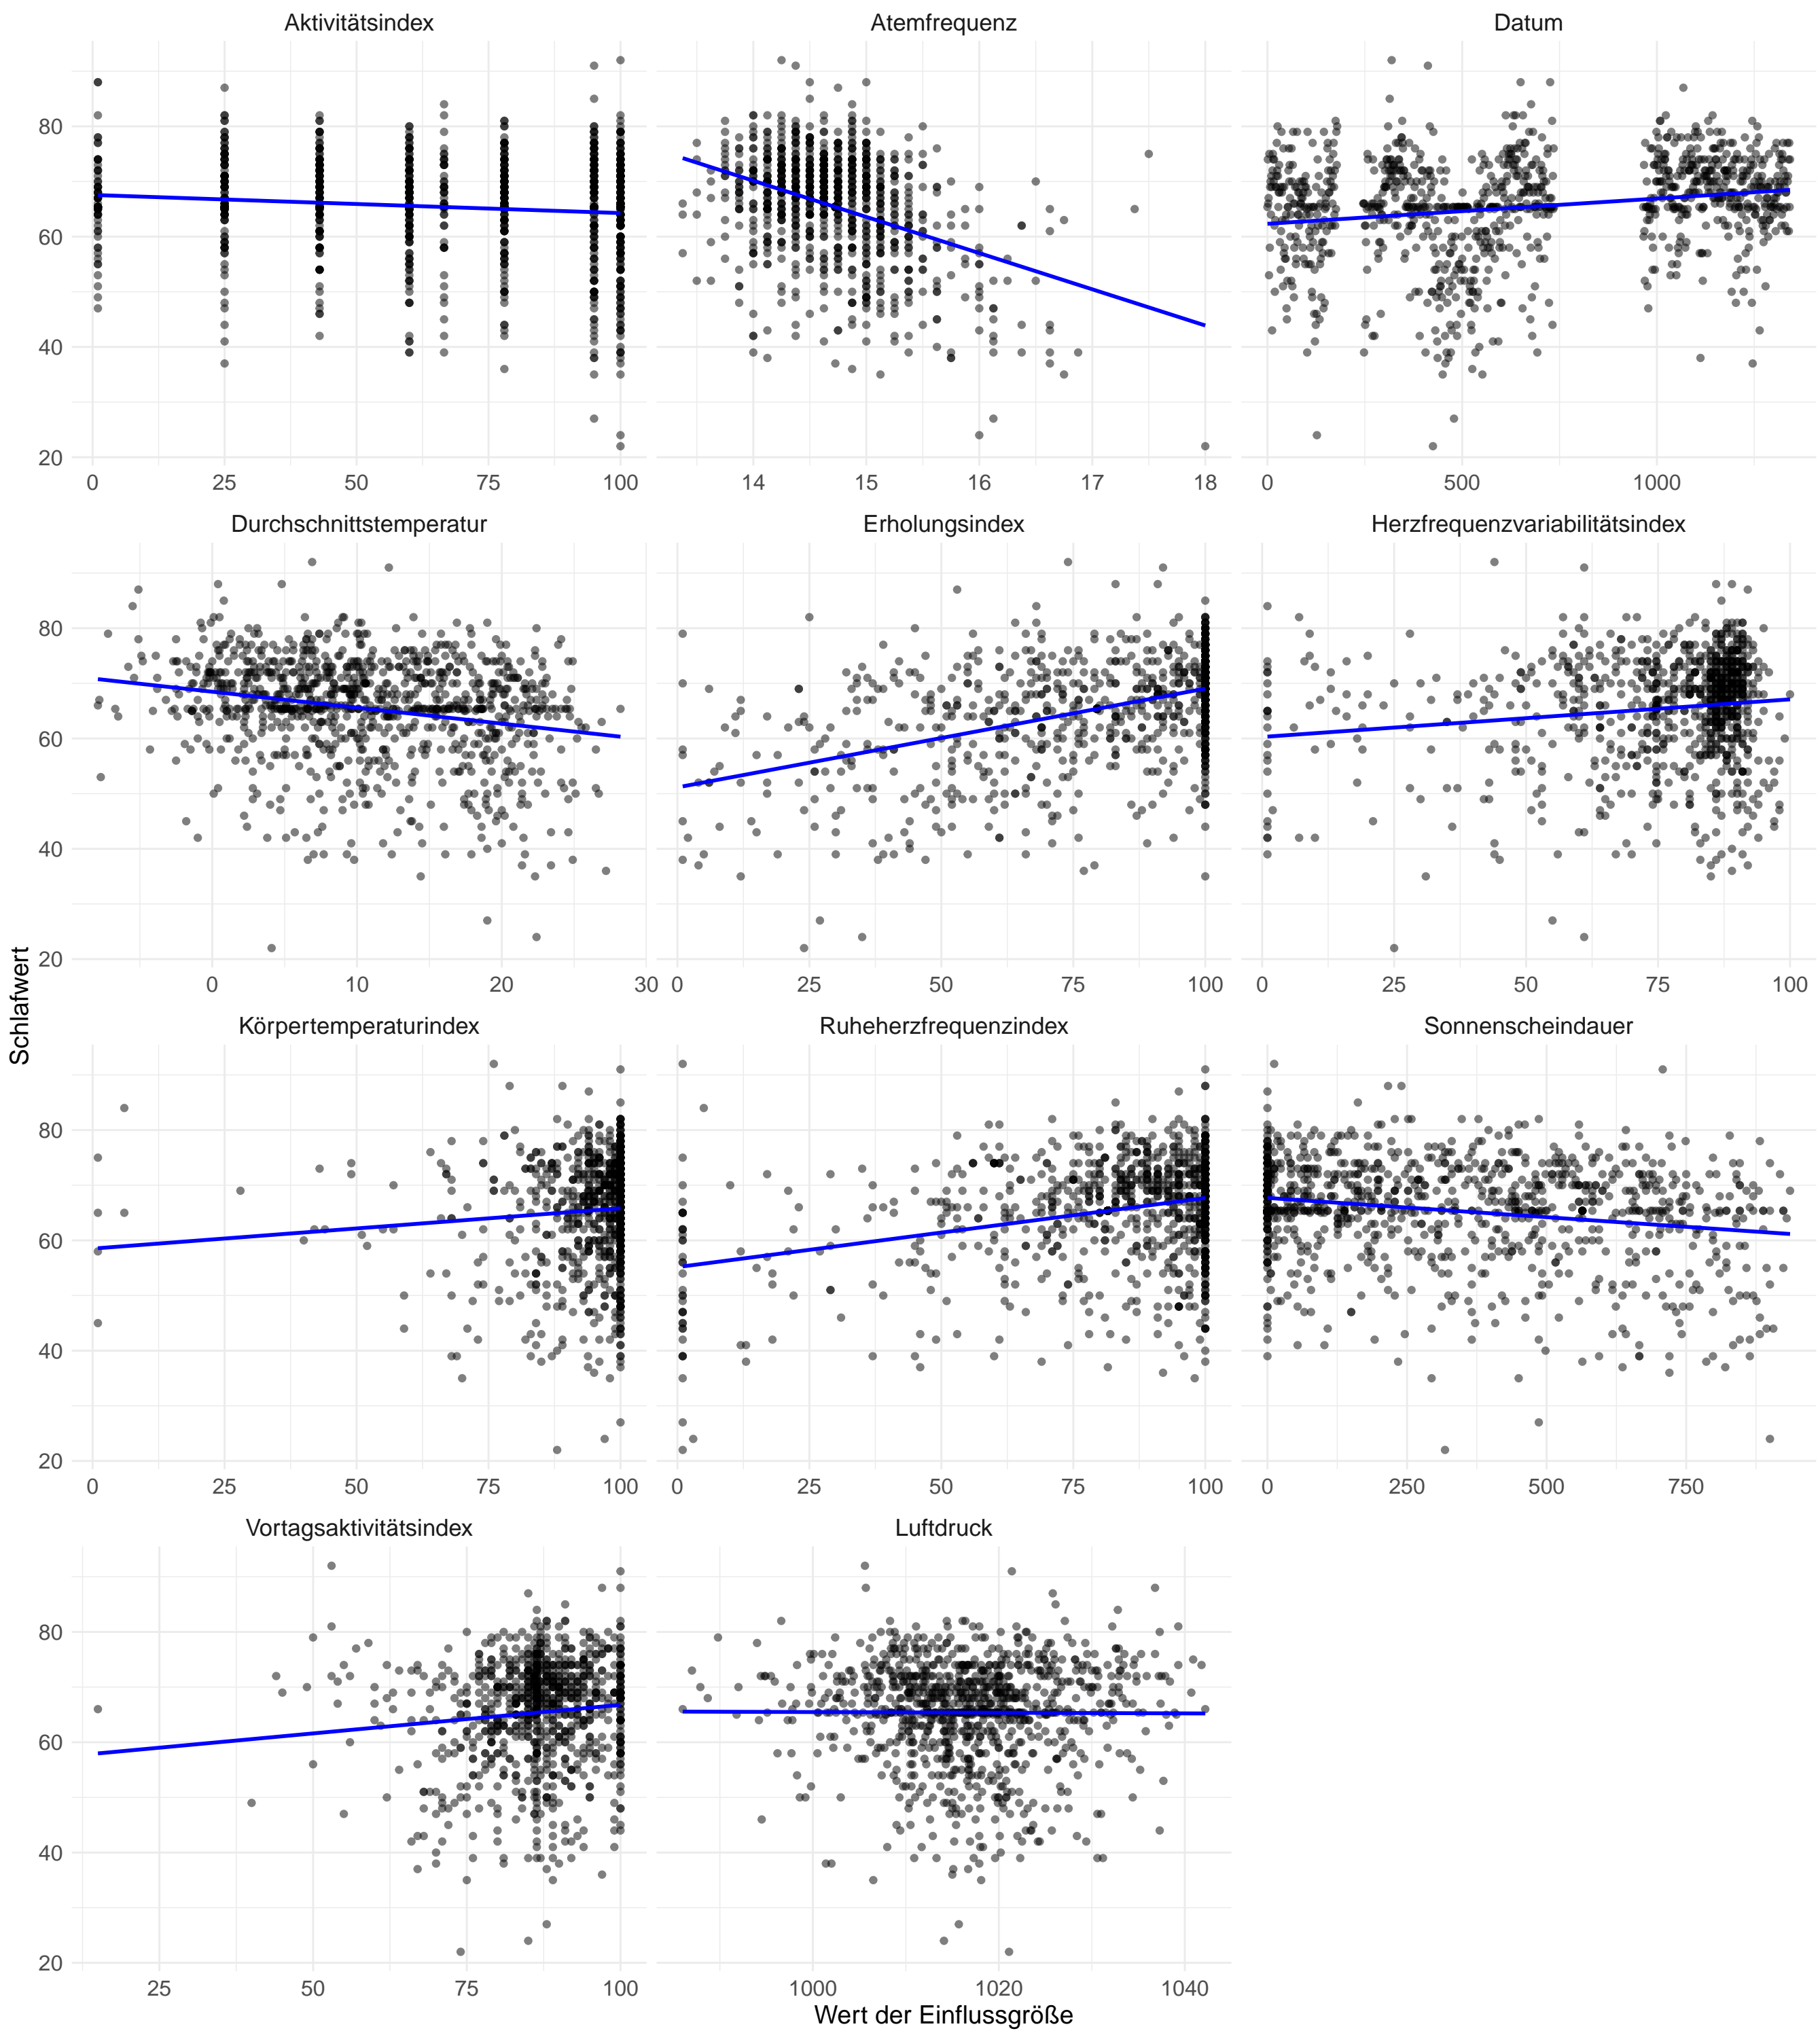 Aktivitätsindex Atemfrequenz Datum
80
60
40
20
0 25 50 75 100 14 15 16 17 18 0 500 1000
Durchschnittstemperatur Erholungsindex Herzfrequenzvariabilitätsindex
80
60
40
20
0 10 20 30 0 25 50 75 100 0 25 50 75 100
Schlafwert
Körpertemperaturindex Ruheherzfrequenzindex Sonnenscheindauer
80
60
40
20
0 25 50 75 100 0 25 50 75 100 0 250 500 750
Vortagsaktivitätsindex Luftdruck
80
60
40
20
25 50 75 100 1000 1020 1040
Wert der Einflussgröße